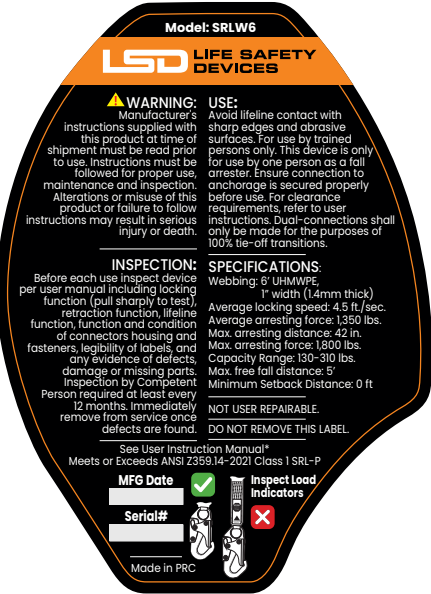 Model: SRLW6
LSD LIFE SAFETY
DEVICES
WARNING:
Manufacturer's
instructions supplied with
this product at time of
shipment must be read prior
to use. Instructions must be
followed for proper use,
maintenance and inspection.
Alterations or misuse of this
product or failure to follow
instructions may result in serious
injury or death.
INSPECTION:
Before each use inspect device
per user manual including locking
function (pull sharply to test),
retraction function, lifeline
function, function and condition
of connectors housing and
fasteners, legibility of labels, and
any evidence of defects,
damage or missing parts.
Inspection by Competent
Person required at least every
12 months. Immediately
remove from service once
defects are found.
USE:
Avoid lifeline contact with
sharp edges and abrasive
surfaces. For use by trained
persons only. This device is only
for use by one person as a fall
arrester. Ensure connection to
anchorage is secured properly
before use. For clearance
requirements, refer to user
instructions. Dual-connections shall
only be made for the purposes of
100% tie-off transitions.
SPECIFICATIONS:
Webbing: 6' UHMWPE,
1" width (1.4mm thick)
Average locking speed: 4.5 ft./sec.
Average arresting force: 1,350 lbs.
Max. arresting distance: 42 in.
Max. arresting force: 1,800 lbs.
Capacity Range: 130-310 lbs.
Max. free fall distance: 5'
Minimum Setback Distance: 0 ft
NOT USER REPAIRABLE.
DO NOT REMOVE THIS LABEL.
See User Instruction Manual*
Meets or Exceeds ANSI Z359.14-2021 Class 1 SRL-P
MFG Date
Serial#
Inspect Load
Indicators
Made in PRC